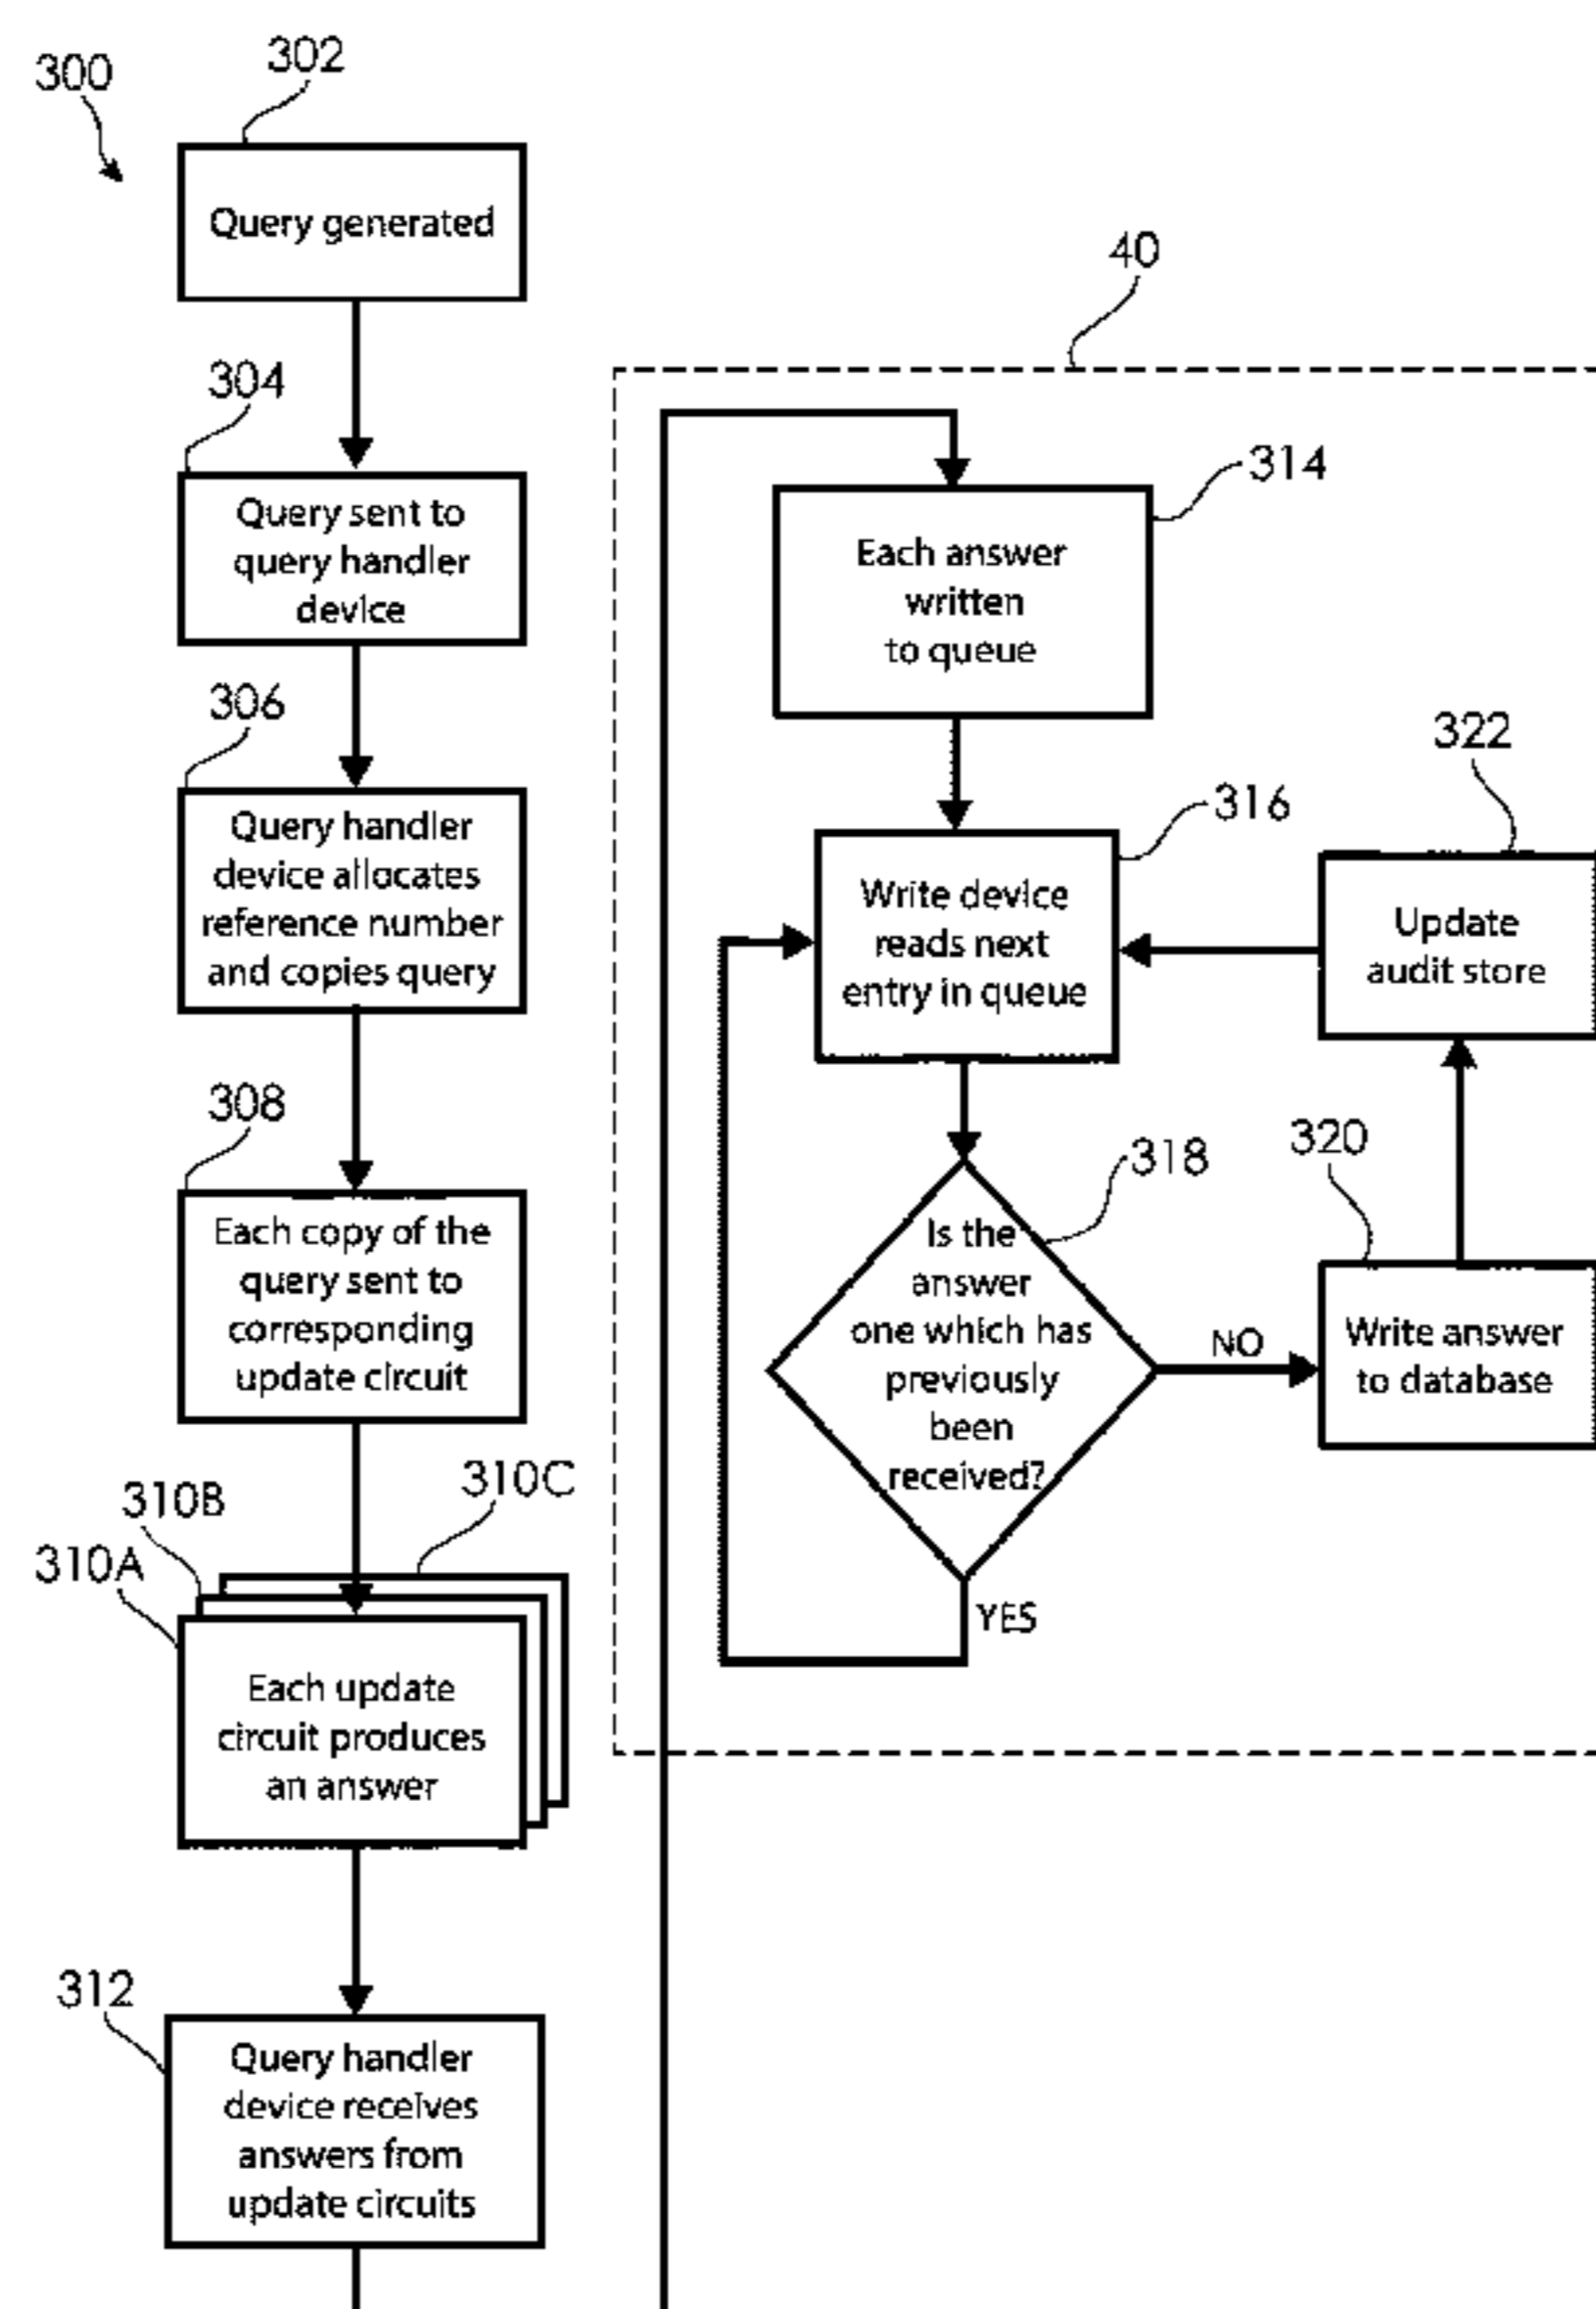 300
302
Query generated
304
Query sent to
query handler
device
306
Query handler
device allocates
reference number
and copies query
308
Each copy of the
query sent to
corresponding
update circuit
310A
310B
310C
Each update
circuit produces
an answer
312
Query handler
device receives
answers from
update circuits
40
314
Each answer
written
to queue
316
Write device
reads next
entry in queue
318
Is the
answer
one which has
previously
been
received?
NO
YES
320
Write answer
to database
322
Update
audit store